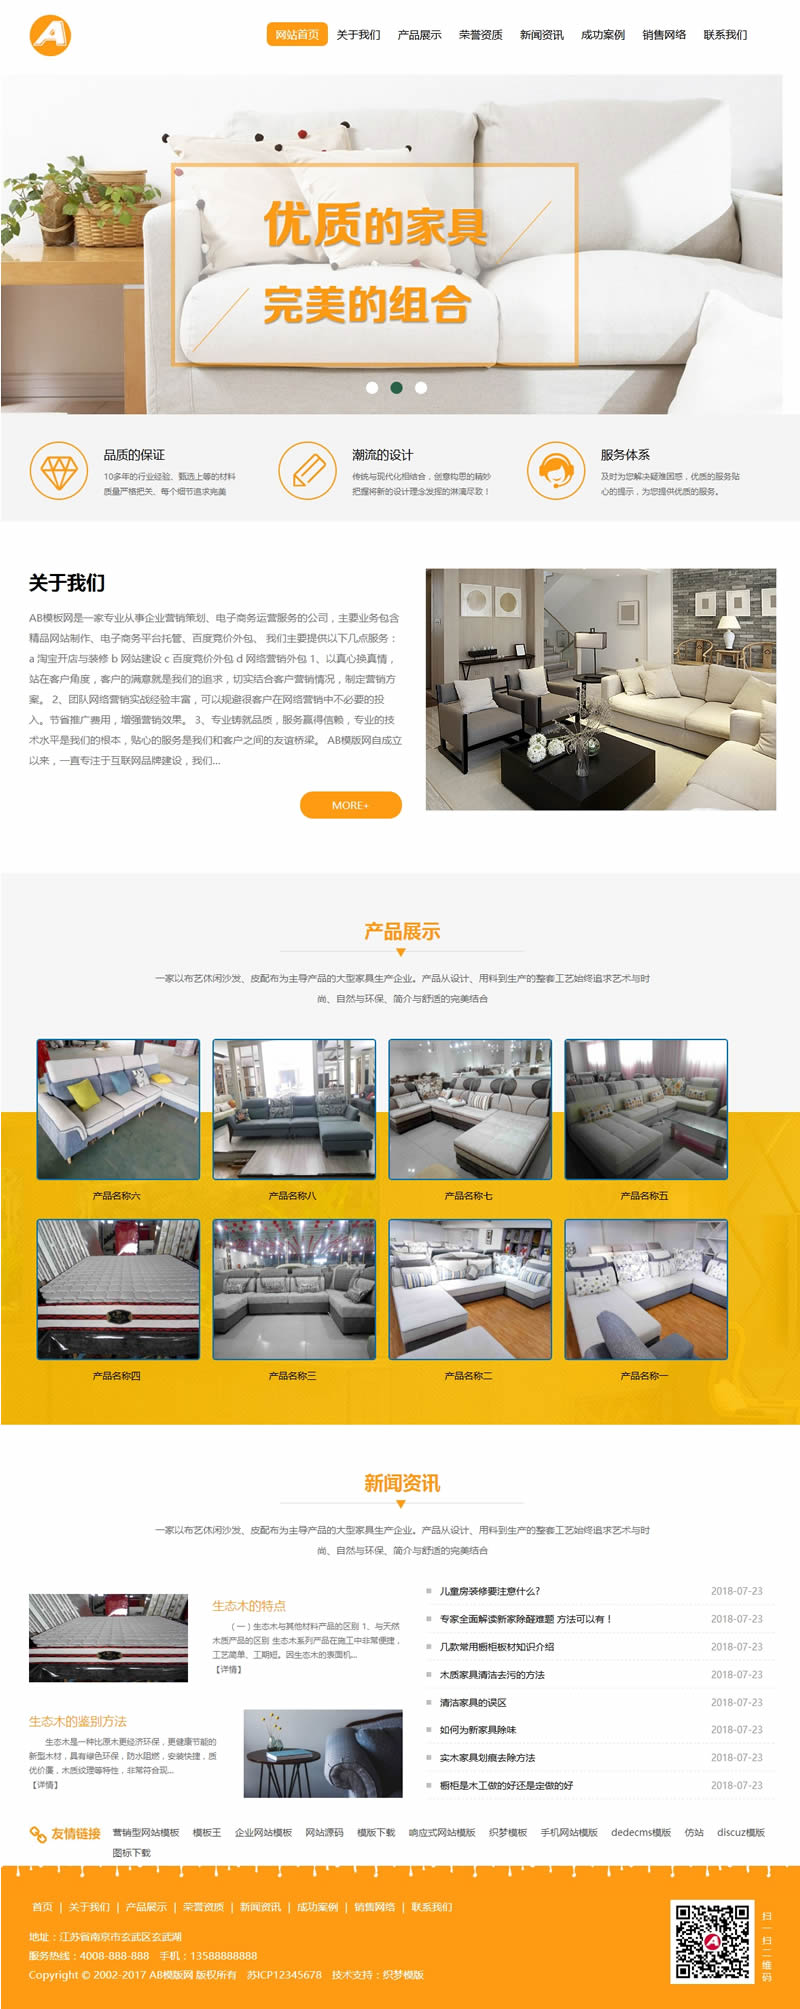 A
网站首页 关于我们 产品展示 荣誉资质 新闻资讯 成功案例 销售网络 联系我们
优质的家具
完美的组合
品质的保证
10多年的行业经验、甄选上等的材料
质量严格把关、每个细节追求完美
潮流的设计
传统与现代化相结合，创意构思的精妙
把握将新的设计理念发挥的淋漓尽致！
服务体系
及时为您解决疑难困惑，优质的服务贴
心的提示，为您提供优质的服务。
关于我们
AB模板网是一家专业从事企业营销策划、电子商务运营服务的公司，主要业务包含
精品网站制作、电子商务平台托管、百度竞价外包、 我们主要提供以下几点服务：
a 淘宝开店与装修 b 网站建设 c 百度竞价外包 d 网络营销外包 1、以真心换真情，
站在客户角度，客户的满意就是我们的追求，切实结合客户营销情况，制定营销方
案。 2、团队网络营销实战经验丰富，可以规避很客户在网络营销中不必要的投
入。节省推广费用，增强营销效果。 3、专业铸就品质，服务赢得信赖，专业的技
术水平是我们的根本，贴心的服务是我们和客户之间的友谊桥梁。 AB模版网自成立
以来，一直专注于互联网品牌建设，我们...
MORE+
产品展示
一家以布艺休闲沙发、皮配布为主导产品的大型家具生产企业。产品从设计、用料到生产的整套工艺始终追求艺术与时
尚、自然与环保、简介与舒适的完美结合
产品名称六 产品名称八 产品名称七 产品名称五
产品名称四 产品名称三 产品名称二 产品名称一
新闻资讯
一家以布艺休闲沙发、皮配布为主导产品的大型家具生产企业。产品从设计、用料到生产的整套工艺始终追求艺术与时
尚、自然与环保、简介与舒适的完美结合
生态木的特点
（一）生态木与其他材料产品的区别 1、与天然
木质产品的区别 生态木系列产品在施工中非常便捷，
工艺简单、工期短。因生态木的表面机...
【详情】
生态木的鉴别方法
生态木是一种比原木更经济环保，更健康节能的
新型木材，具有绿色环保，防水阻燃，安装快捷，质
优价廉，木质纹理等特性，非常符合现...
【详情】
儿童房装修要注意什么? 2018-07-23
专家全面解读新家除醛难题 方法可以有！ 2018-07-23
几款常用橱柜板材知识介绍 2018-07-23
木质家具清洁去污的方法 2018-07-23
清洁家具的误区 2018-07-23
如何为新家具除味 2018-07-23
实木家具划痕去除方法 2018-07-23
橱柜是木工做的好还是定做的好 2018-07-23
友情链接 营销型网站模板 模板王 企业网站模板 网站源码 模版下载 响应式网站模版 织梦模板 手机网站模版 dedecms模版 仿站 discuz模版
图标下载
首页 | 关于我们 | 产品展示 | 荣誉资质 | 新闻资讯 | 成功案例 | 销售网络 | 联系我们
地址：江苏省南京市玄武区玄武湖
服务热线：4008-888-888 手机：13588888888
Copyright © 2002-2017 AB模版网 版权所有 苏ICP12345678 技术支持：织梦模版
扫一扫二维码